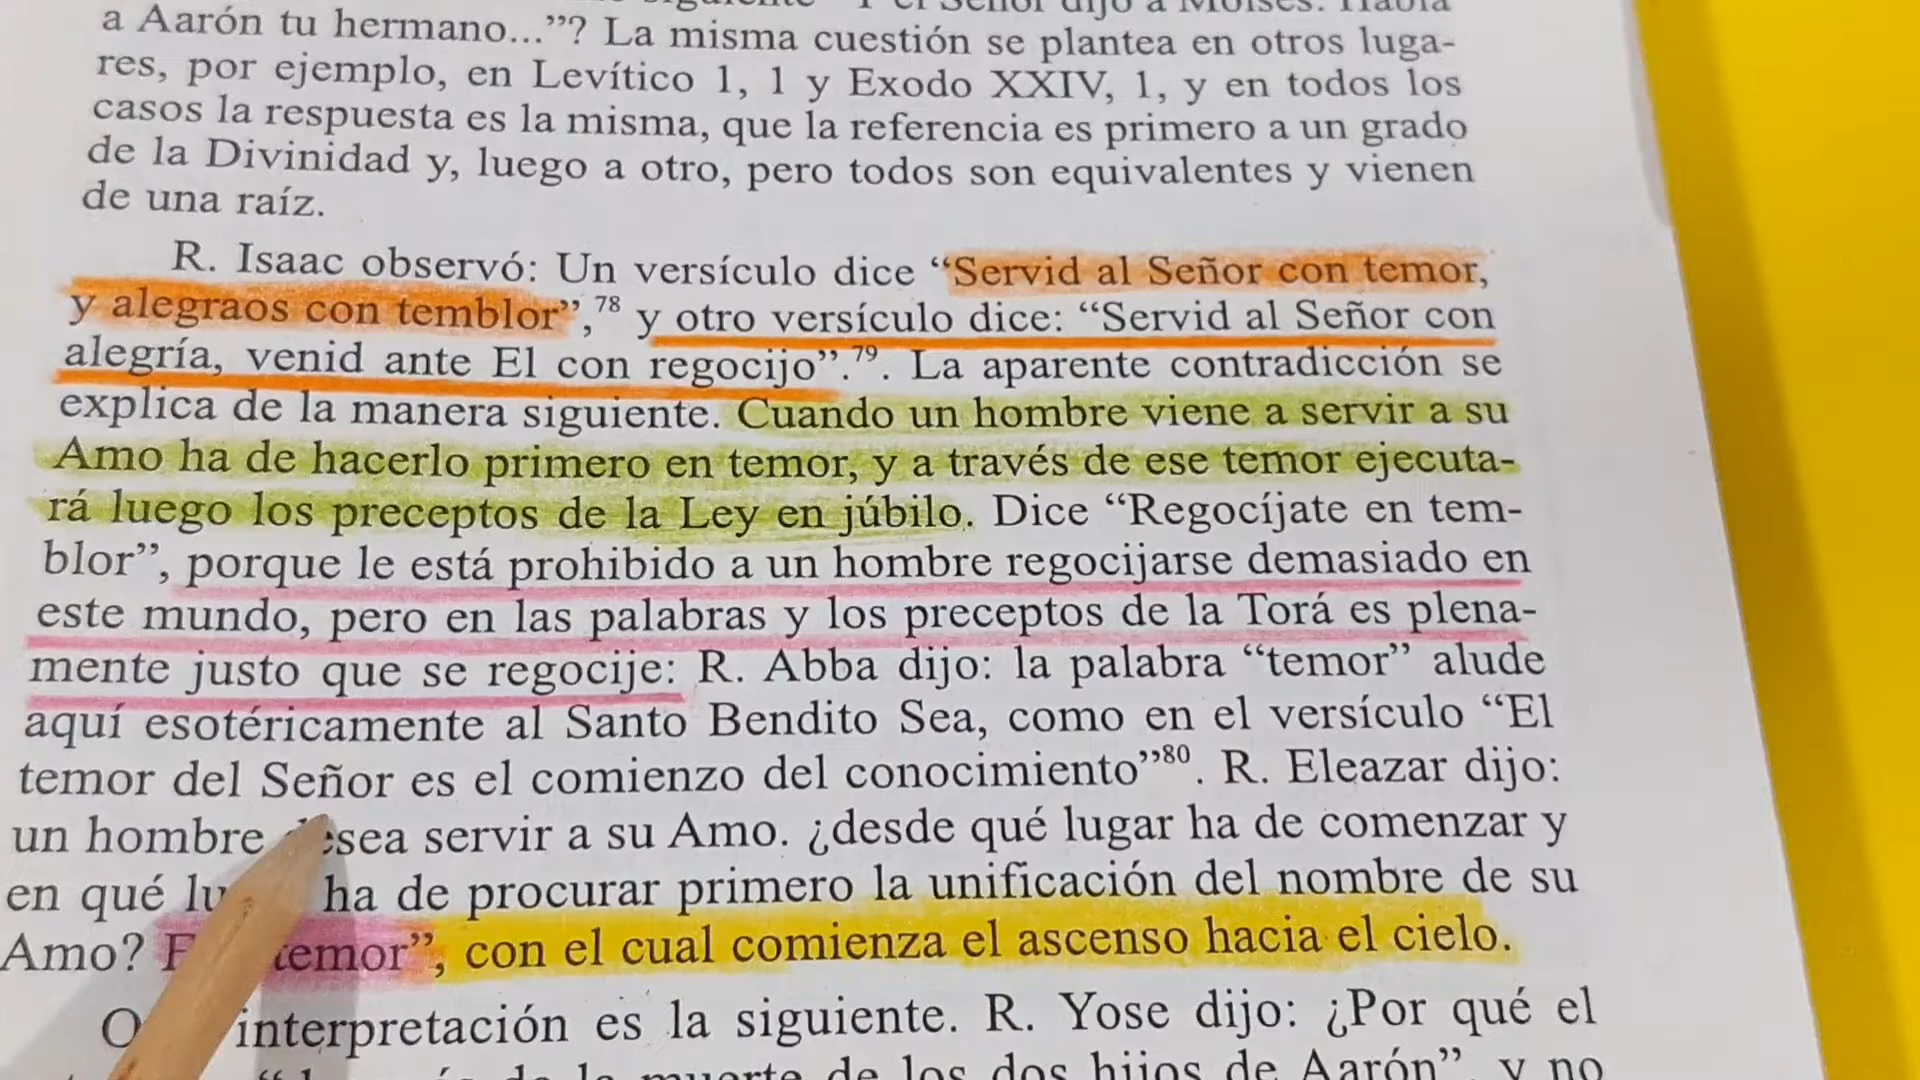 a Aarón tu hermano...”? La misma cuestión se plantea en otros luga-
res, por ejemplo, en Levítico 1, 1 y Exodo XXIV, 1, y en todos los
casos la respuesta es la misma, que la referencia es primero a un grado
de la Divinidad y, luego a otro, pero todos son equivalentes y vienen
de una raíz.
R. Isaac observó: Un versículo dice “Servid al Señor con temor,
y alegraos con temblor”,78 y otro versículo dice: “Servid al Señor con
alegría, venid ante El con regocijo”.79. La aparente contradicción se
explica de la manera siguiente. Cuando un hombre viene a servir a su
Amo ha de hacerlo primero en temor, y a través de ese temor ejecuta-
rá luego los preceptos de la Ley en júbilo. Dice “Regocíjate en tem-
blor”, porque le está prohibido a un hombre regocijarse demasiado en
este mundo, pero en las palabras y los preceptos de la Torá es plena-
mente justo que se regocije: R. Abba dijo: la palabra “temor” alude
aquí esotéricamente al Santo Bendito Sea, como en el versículo “El
temor del Señor es el comienzo del conocimiento”80. R. Eleazar dijo:
un hombre servir a su Amo. ¿desde qué lugar ha de comenzar y
en qué ha de procurar primero la unificación del nombre de su
Amo? temor”, con el cual comienza el ascenso hacia el cielo.
interpretación es la siguiente. R. Yose dijo: ¿Por qué el
de la muerte de los dos hijos de Aarón”, y no